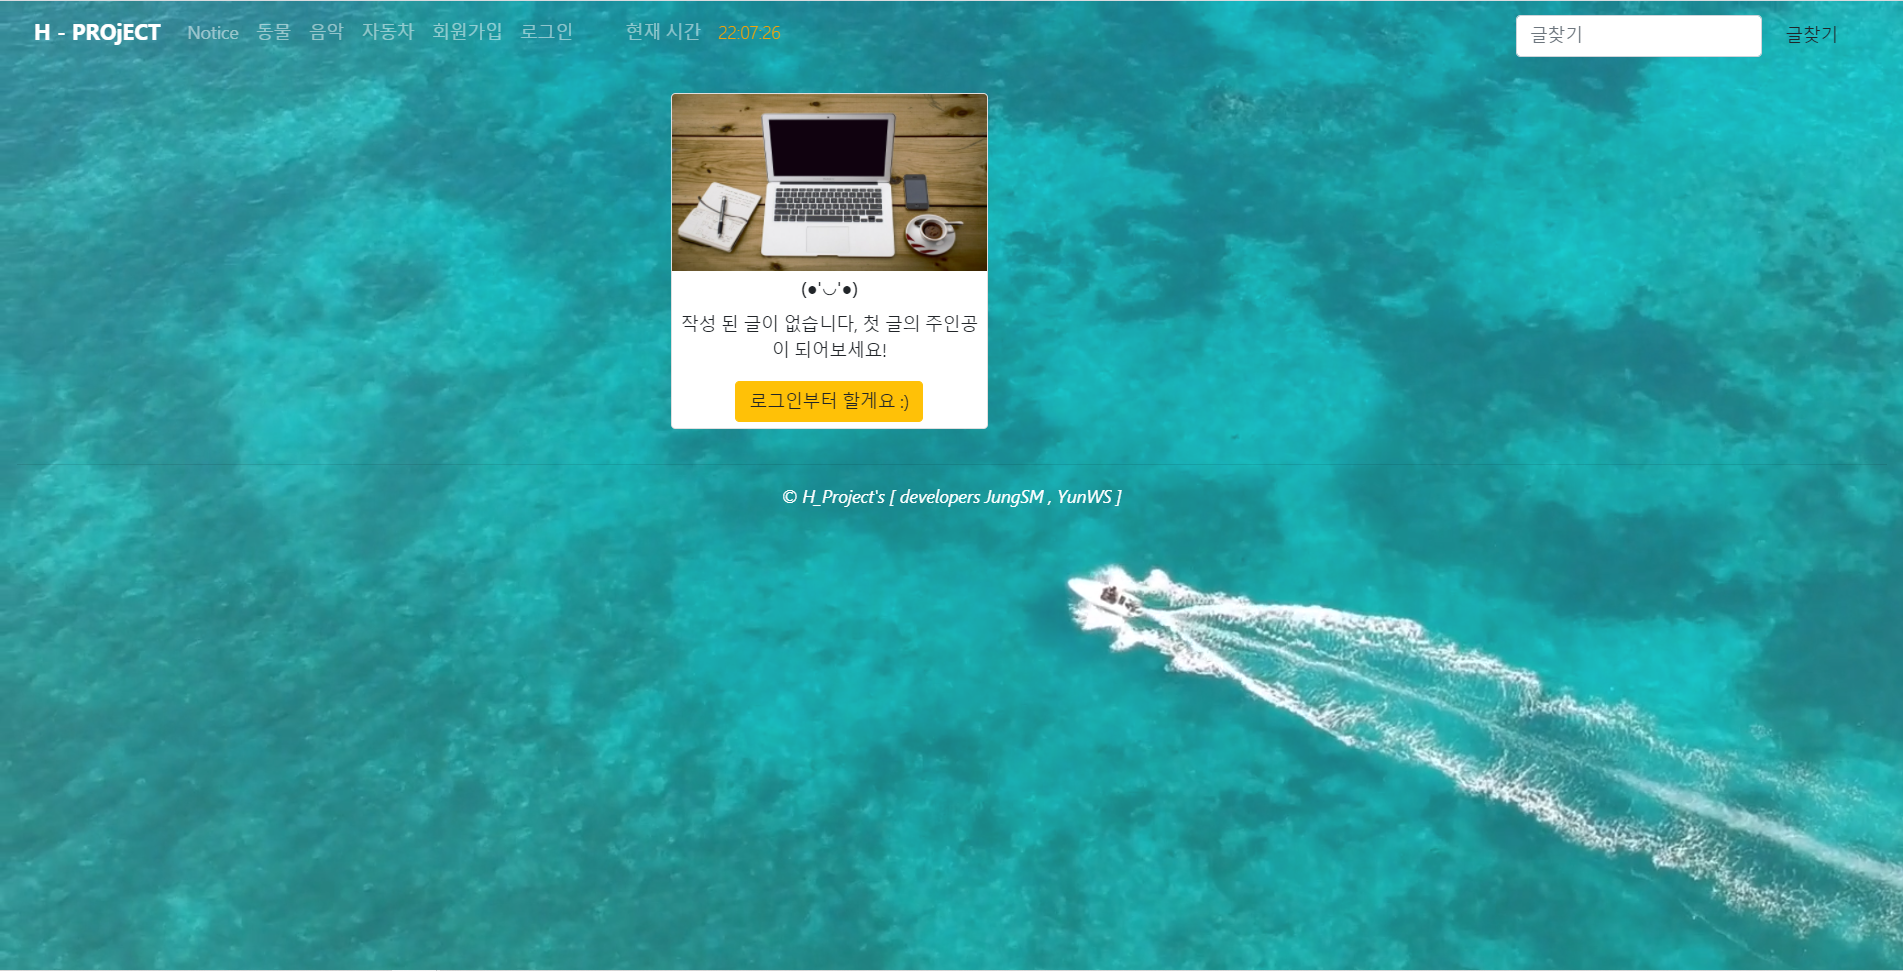 H - PROjECT Notice 동물 음악 자동차 회원가입 로그인 현재 시간 22:07:26 글찾기 글찾기
(●'◡'●)
작성 된 글이 없습니다, 첫 글의 주인공
이 되어보세요!
로그인부터 할게요 :)
© H_Project's [ developers JungSM , YunWS ]